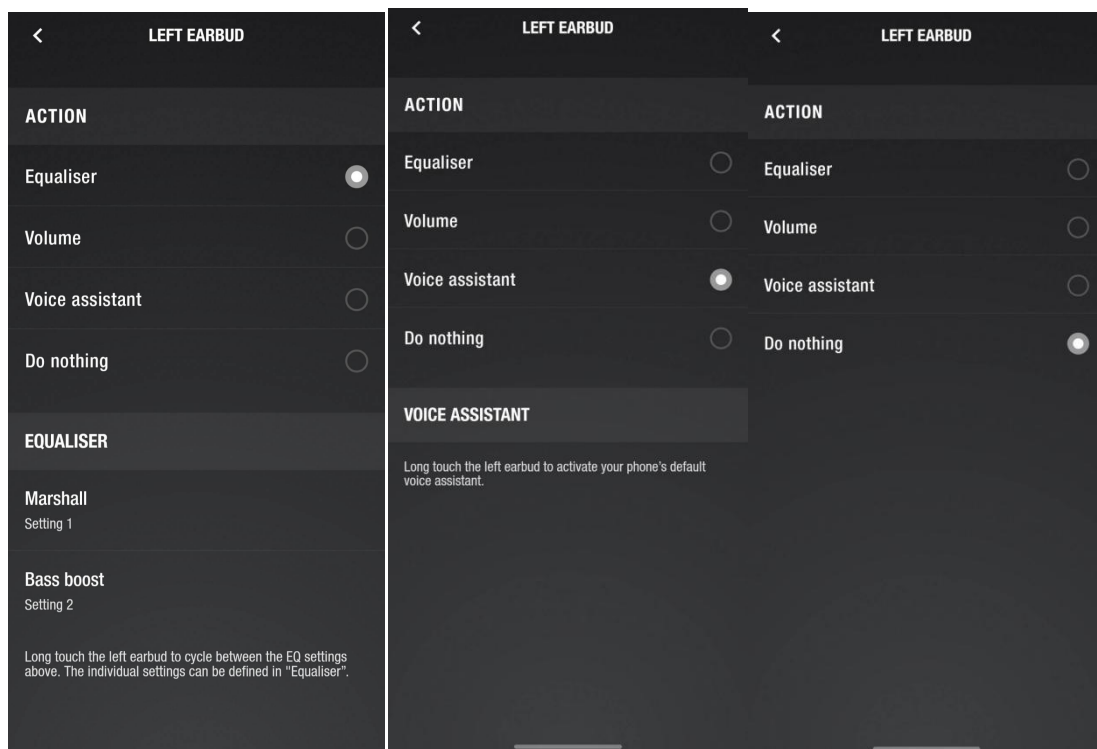 LEFT EARBUD
ACTION
Equaliser
Volume
Voice assistant
Do nothing
EQUALISER
Marshall
Setting 1
Bass boost
Setting 2
Long touch the left earbud to cycle between the EQ settings
above. The individual settings can be defined in "Equaliser”.
LEFT EARBUD
ACTION
Equaliser
Volume
Voice assistant
Do nothing
VOICE ASSISTANT
Long touch the left earbud to activate your phone's default
voice assistant.
LEFT EARBUD
ACTION
Equaliser
Volume
Voice assistant
Do nothing